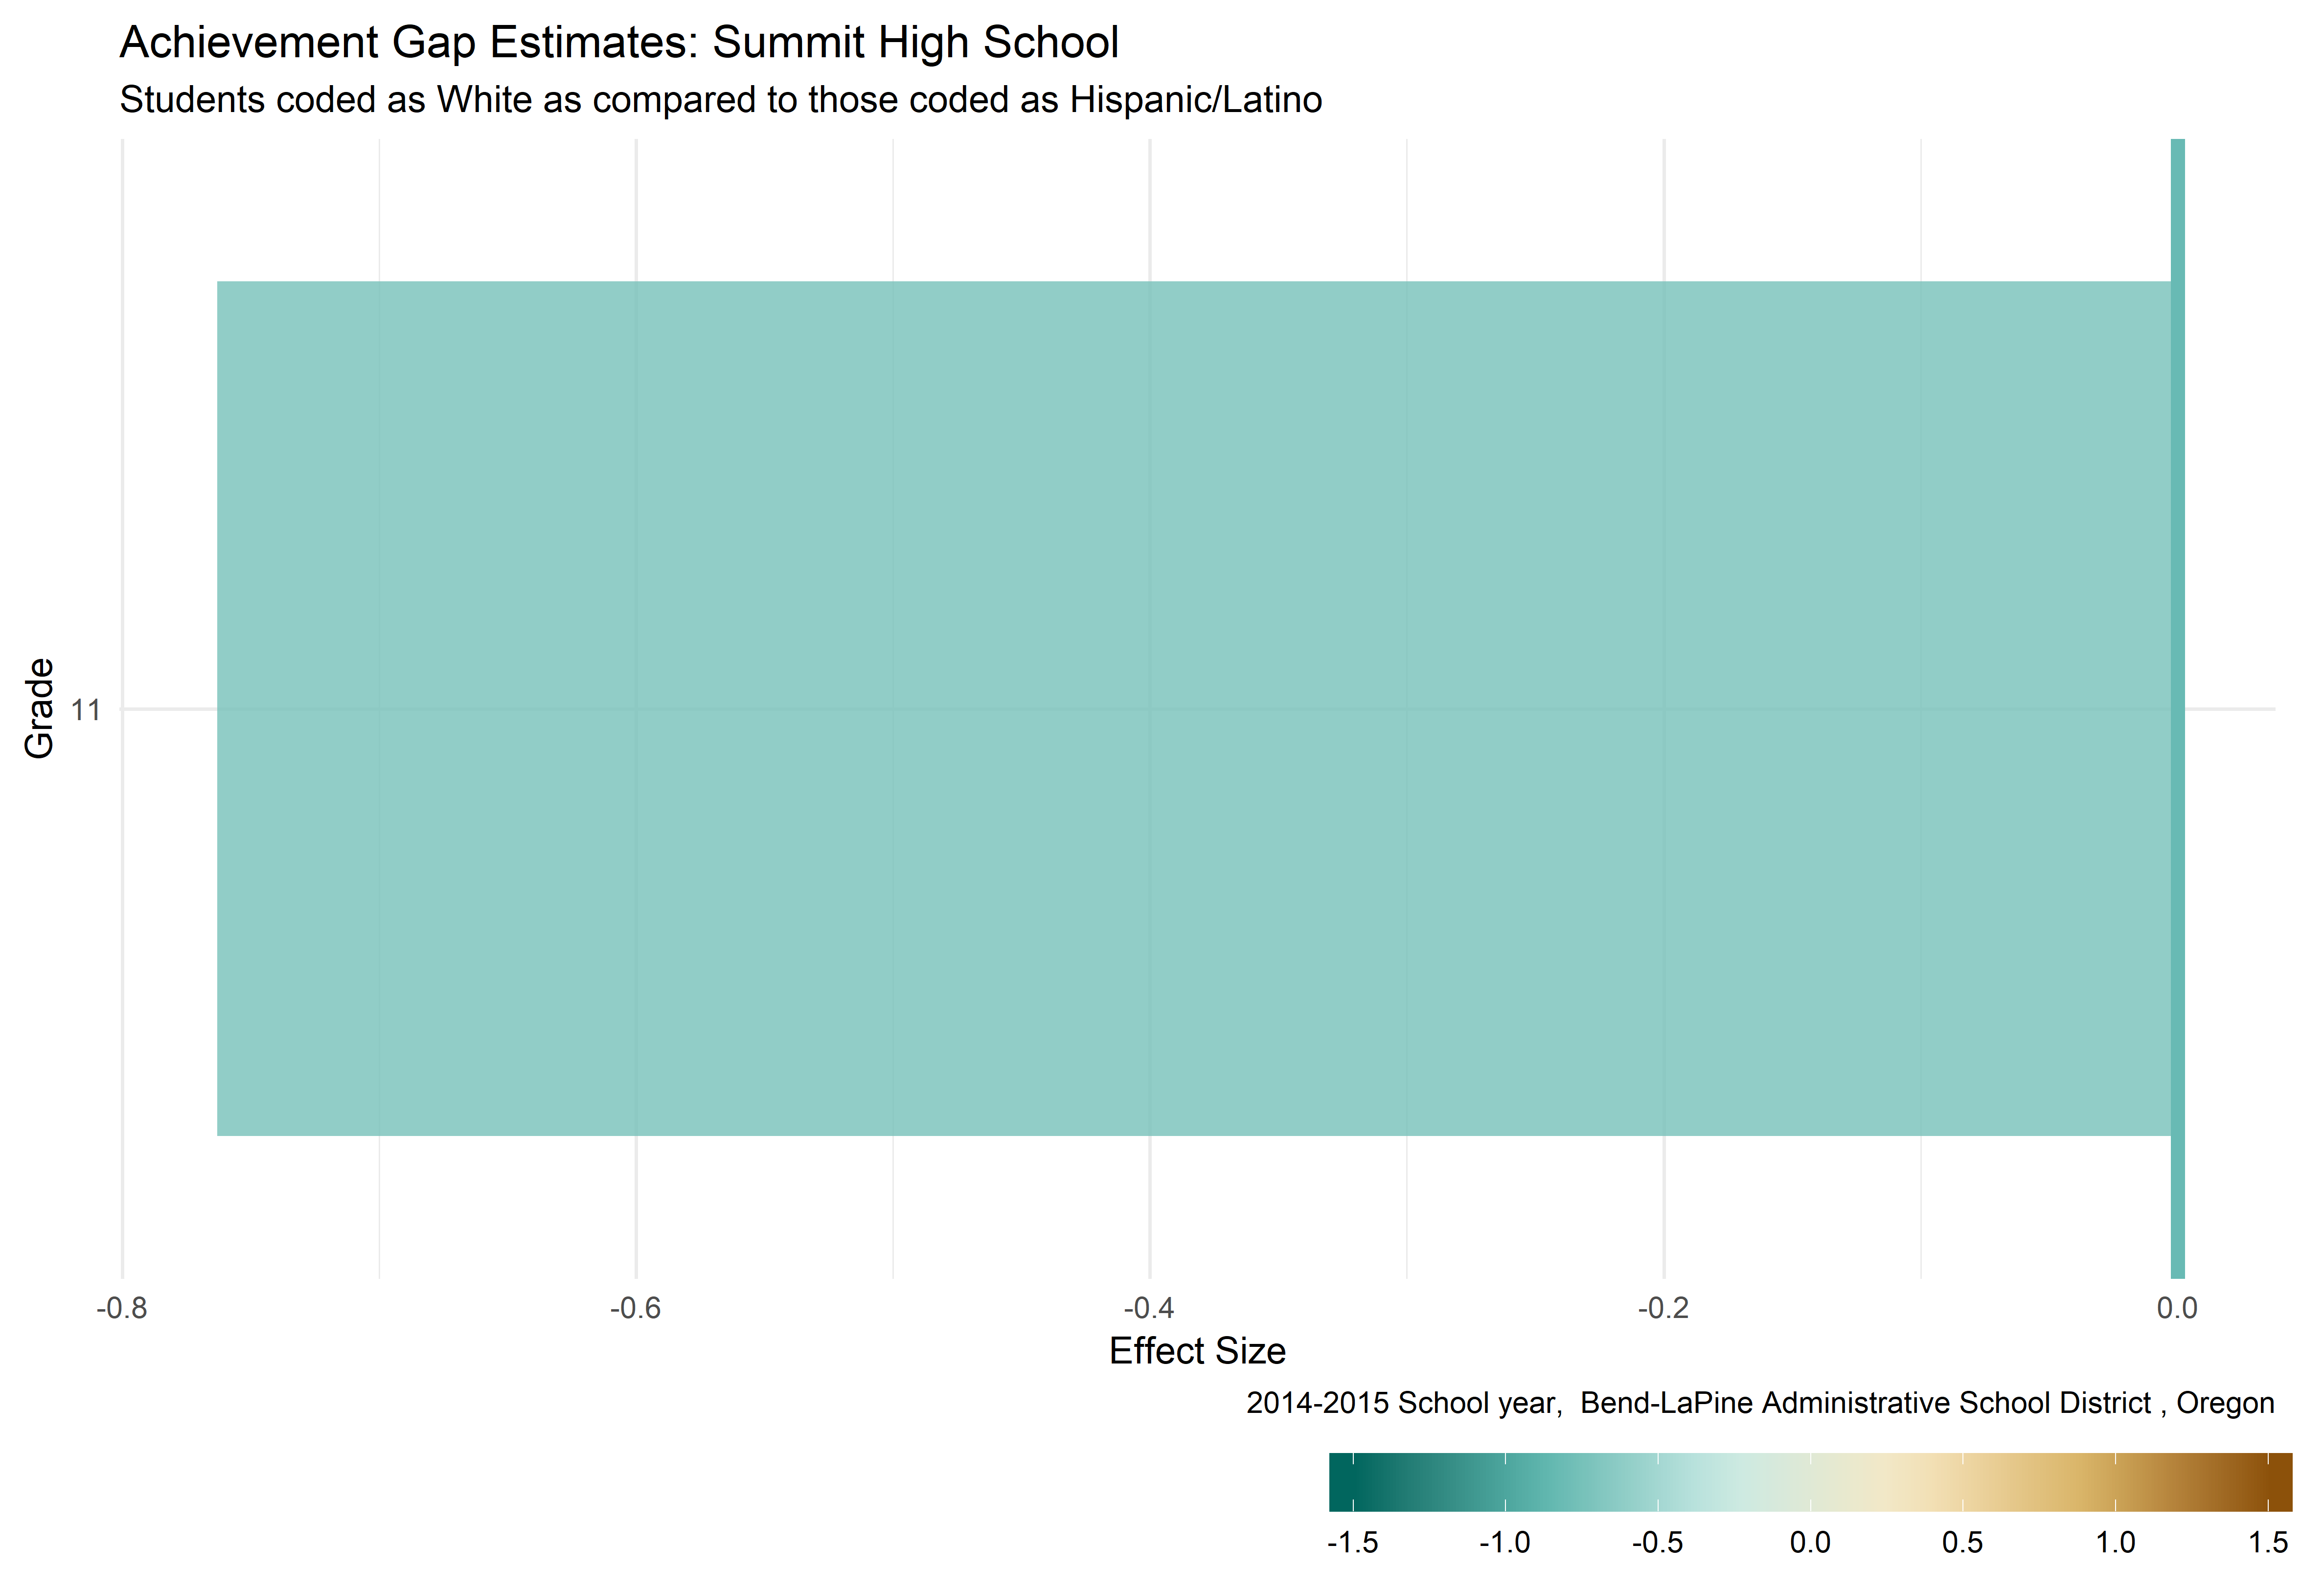 Achievement Gap Estimates: Summit High School
Students coded as White as compared to those coded as Hispanic/Latino
Grade
11
-0.8 -0.6 -0.4 -0.2 0.0
Effect Size
2014-2015 School year,  Bend-LaPine Administrative School District , Oregon
-1.5 -1.0 -0.5 0.0 0.5 1.0 1.5